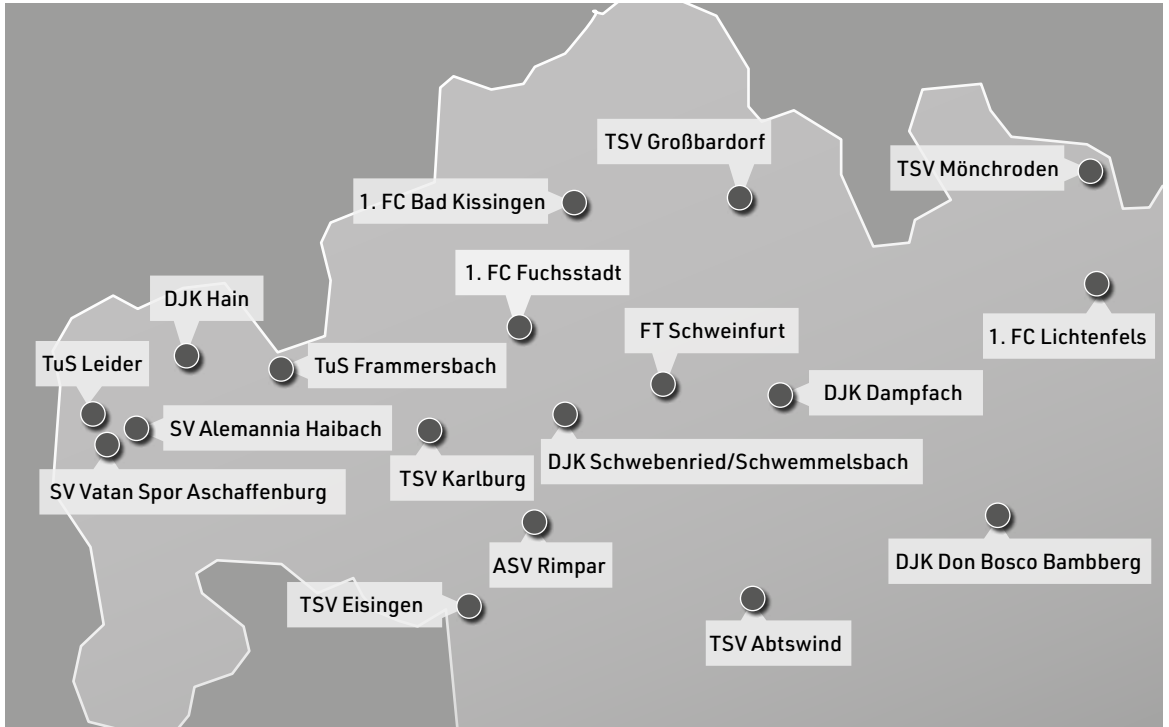 TSV Großbardorf
TSV Mönchroden
1. FC Bad Kissingen
1. FC Fuchsstadt
DJK Hain
FT Schweinfurt
1. FC Lichtenfels
TuS Leider
TuS Frammersbach
DJK Dampfach
SV Alemannia Haibach
DJK Schwebenried/Schwemmelsbach
TSV Karlburg
SV Vatan Spor Aschaffenburg
ASV Rimpar
DJK Don Bosco Bambberg
TSV Eisingen
TSV Abtswind